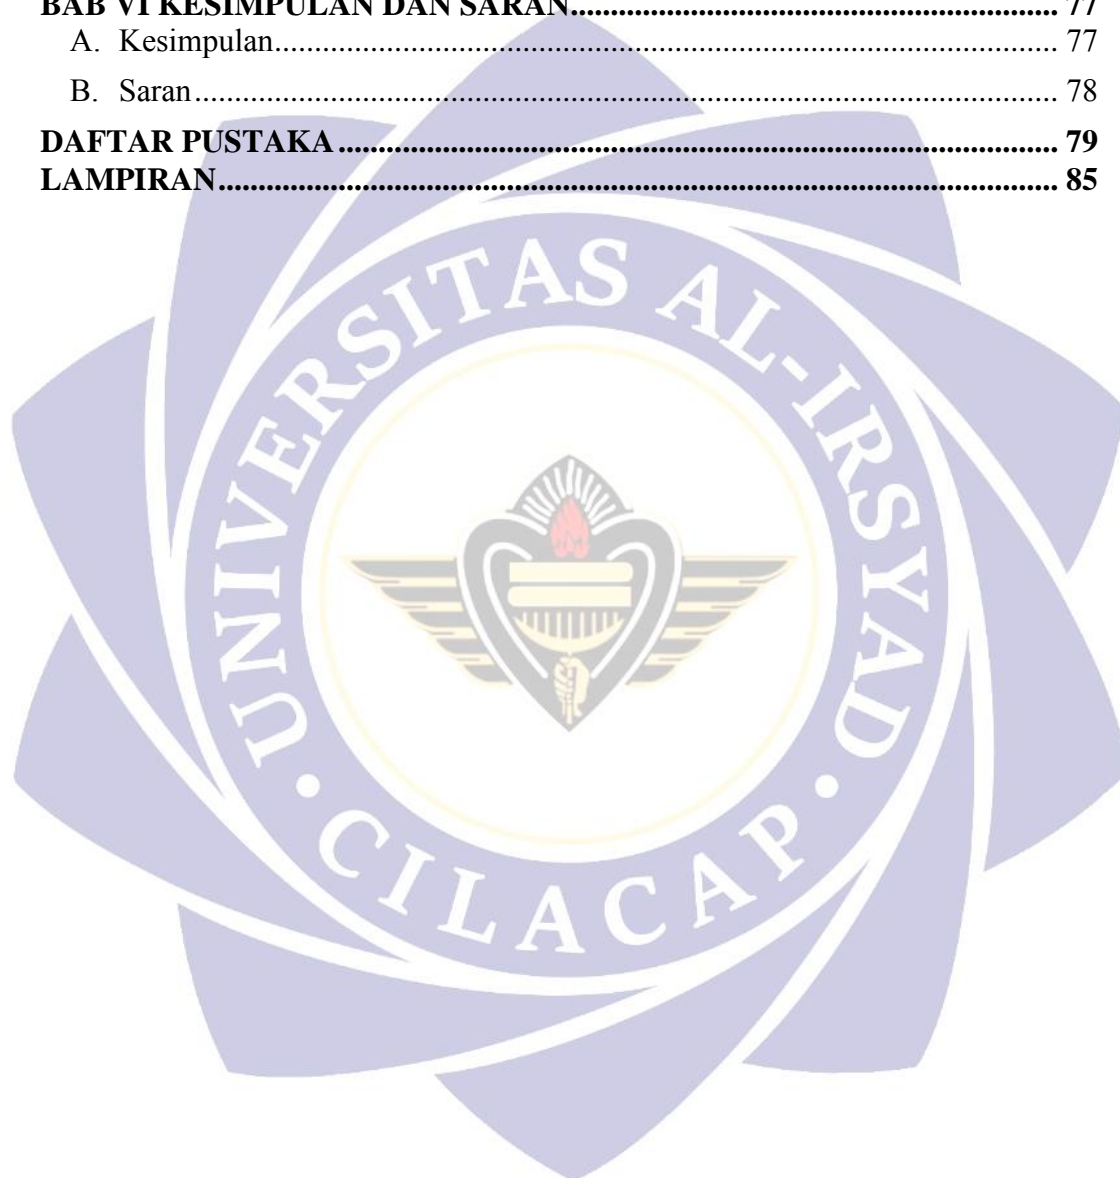 BAB VI KESIMPULAN DAN SARAN................................................................ 77
A. Kesimpulan................................................................................................... 77
B. Saran............................................................................................................. 78
DAFTAR PUSTAKA........................................................................................... 79
LAMPIRAN.......................................................................................................... 85
UNIVERSITAS AL-IRSYAD
• CILACAP •